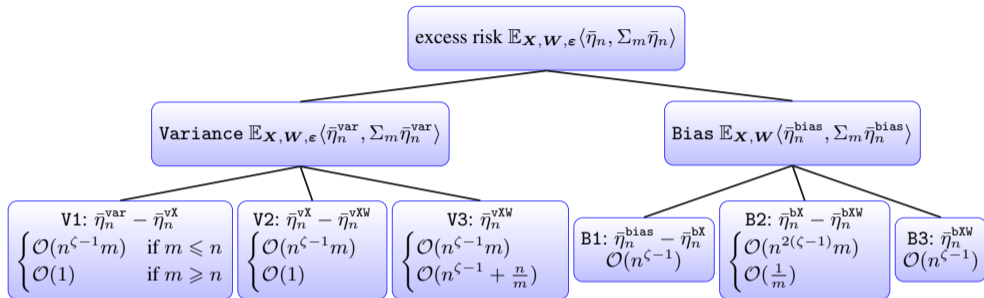 excess risk 𝔼_{X,W,ε}⟨η̄_n, Σ_m η̄_n⟩
Variance 𝔼_{X,W,ε}⟨η̄_n^{var}, Σ_m η̄_n^{var}⟩
Bias 𝔼_{X,W}⟨η̄_n^{bias}, Σ_m η̄_n^{bias}⟩
V1: η̄_n^{var} − η̄_n^{vX}
{ 𝒪(n^{ζ−1}m) if m ⩽ n
𝒪(1) if m ⩾ n
V2: η̄_n^{vX} − η̄_n^{vXW}
{ 𝒪(n^{ζ−1}m)
𝒪(1)
V3: η̄_n^{vXW}
{ 𝒪(n^{ζ−1}m)
𝒪(n^{ζ−1} + n/m)
B1: η̄_n^{bias} − η̄_n^{bX}
𝒪(n^{ζ−1})
B2: η̄_n^{bX} − η̄_n^{bXW}
{ 𝒪(n^{2(ζ−1)}m)
𝒪(1/m)
B3: η̄_n^{bXW}
𝒪(n^{ζ−1})